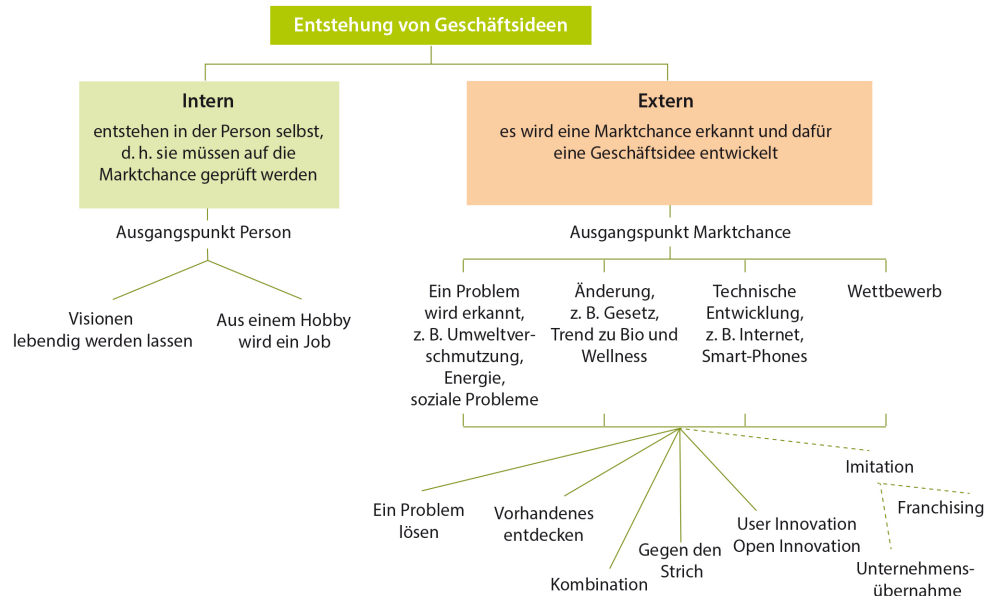 Entstehung von Geschäftsideen
Intern
entstehen in der Person selbst,
d. h. sie müssen auf die
Marktchance geprüft werden
Extern
es wird eine Marktchance erkannt und dafür
eine Geschäftsidee entwickelt
Ausgangspunkt Person
Visionen
lebendig werden lassen
Aus einem Hobby
wird ein Job
Ausgangspunkt Marktchance
Ein Problem
wird erkannt,
z. B. Umweltver-
schmutzung,
Energie,
soziale Probleme
Änderung,
z. B. Gesetz,
Trend zu Bio und
Wellness
Technische
Entwicklung,
z. B. Internet,
Smart-Phones
Wettbewerb
Ein Problem
lösen
Vorhandenes
entdecken
Kombination
Gegen den
Strich
User Innovation
Open Innovation
Imitation
Franchising
Unternehmens-
übernahme